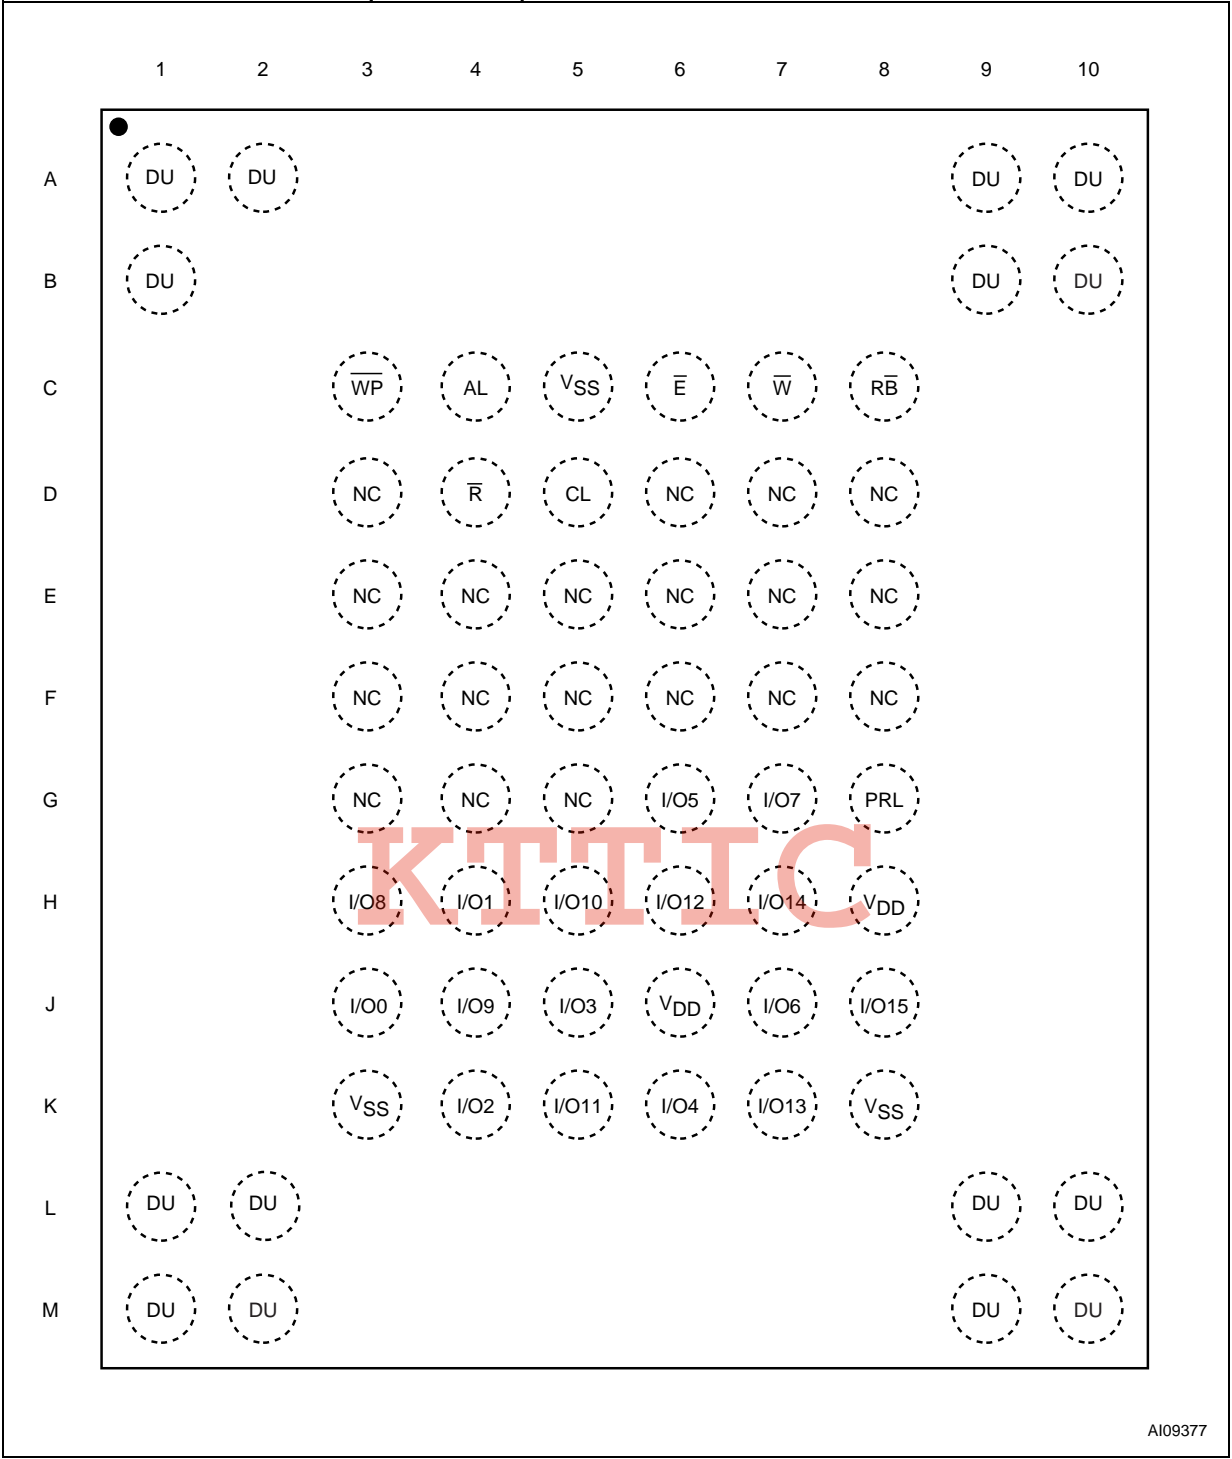 1 2 3 4 5 6 7 8 9 10
A DU DU DU DU
B DU DU DU
C W̅P̅ AL VSS E̅ W̅ RB̅
D NC R̅ CL NC NC NC
E NC NC NC NC NC NC
F NC NC NC NC NC NC
G NC NC NC I/O5 I/O7 PRL
KTTIC
H I/O8 I/O1 I/O10 I/O12 I/O14 VDD
J I/O0 I/O9 I/O3 VDD I/O6 I/O15
K VSS I/O2 I/O11 I/O4 I/O13 VSS
L DU DU DU DU
M DU DU DU DU
AI09377